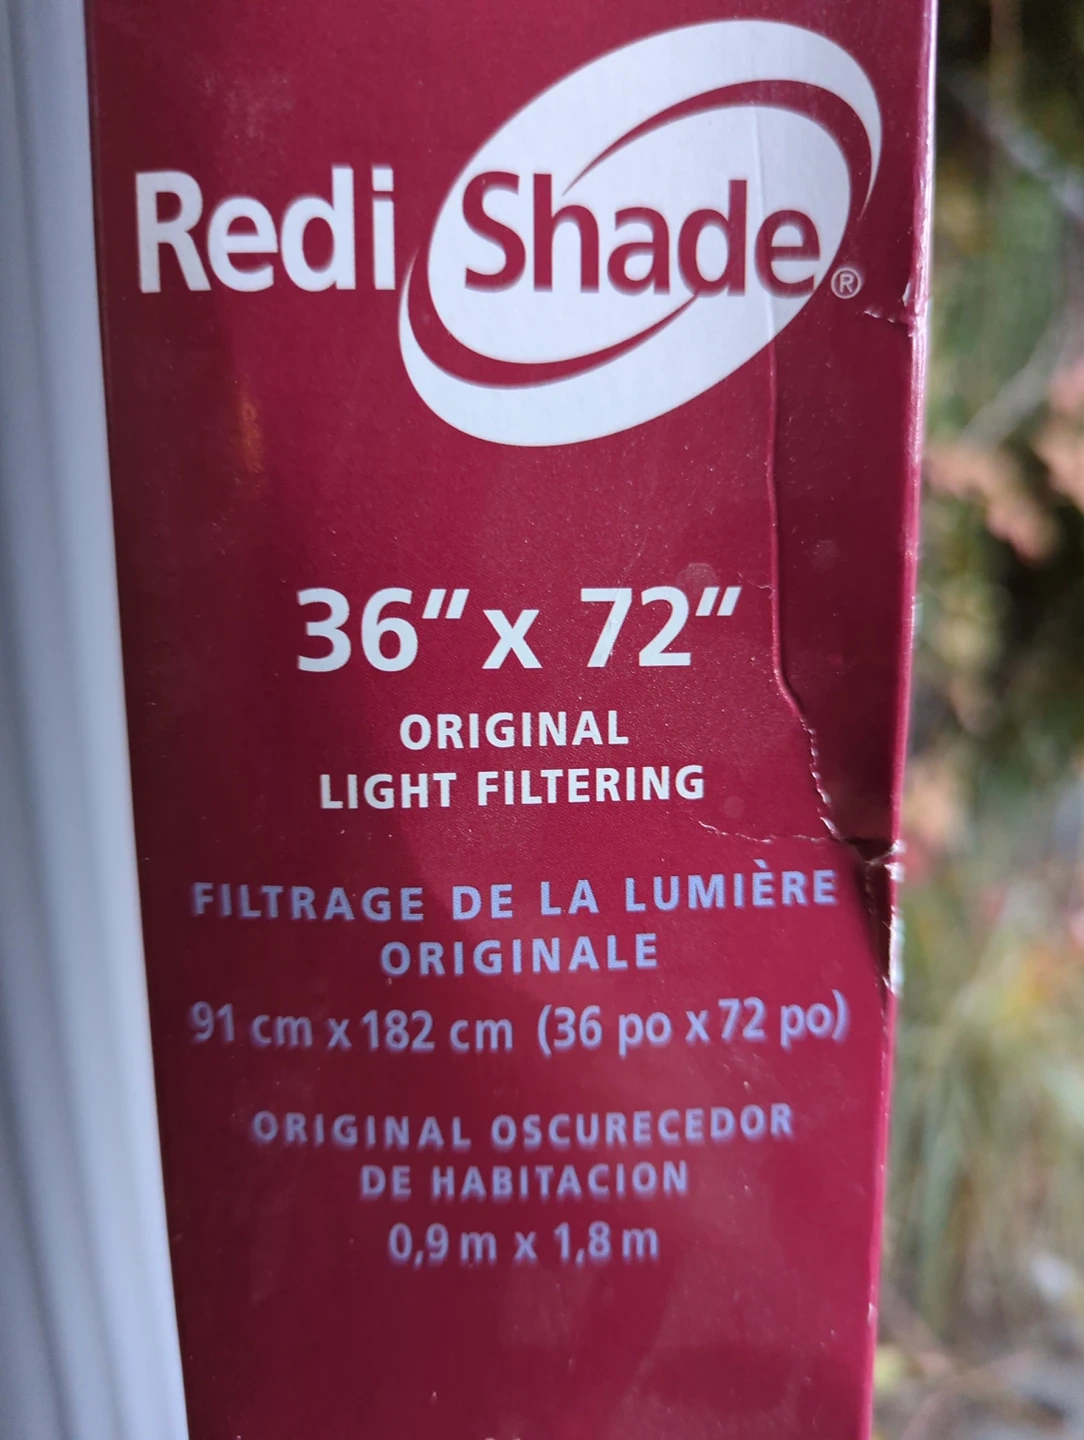 Redi Shade®
36" x 72"
ORIGINAL
LIGHT FILTERING
FILTRAGE DE LA LUMIÈRE
ORIGINALE
91 cm x 182 cm (36 po x 72 po)
ORIGINAL OSCURECEDOR
DE HABITACION
0,9 m x 1,8 m